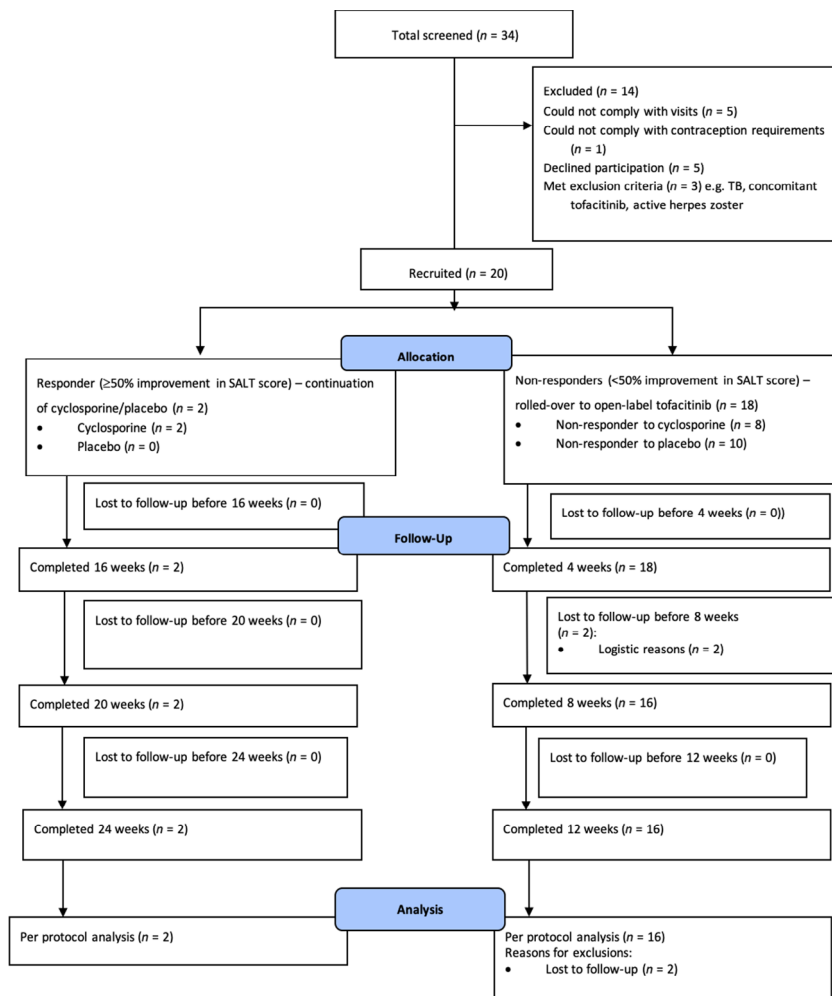 Total screened (n = 34)
Excluded (n = 14)
Could not comply with visits (n = 5)
Could not comply with contraception requirements
(n = 1)
Declined participation (n = 5)
Met exclusion criteria (n = 3) e.g. TB, concomitant
tofacitinib, active herpes zoster
Recruited (n = 20)
Allocation
Responder (≥50% improvement in SALT score) – continuation
of cyclosporine/placebo (n = 2)
• Cyclosporine (n = 2)
• Placebo (n = 0)
Non-responders (<50% improvement in SALT score) –
rolled-over to open-label tofacitinib (n = 18)
• Non-responder to cyclosporine (n = 8)
• Non-responder to placebo (n = 10)
Lost to follow-up before 16 weeks (n = 0)
Lost to follow-up before 4 weeks (n = 0))
Follow-Up
Completed 16 weeks (n = 2)
Completed 4 weeks (n = 18)
Lost to follow-up before 20 weeks (n = 0)
Lost to follow-up before 8 weeks
(n = 2):
• Logistic reasons (n = 2)
Completed 20 weeks (n = 2)
Completed 8 weeks (n = 16)
Lost to follow-up before 24 weeks (n = 0)
Lost to follow-up before 12 weeks (n = 0)
Completed 24 weeks (n = 2)
Completed 12 weeks (n = 16)
Analysis
Per protocol analysis (n = 2)
Per protocol analysis (n = 16)
Reasons for exclusions:
• Lost to follow-up (n = 2)